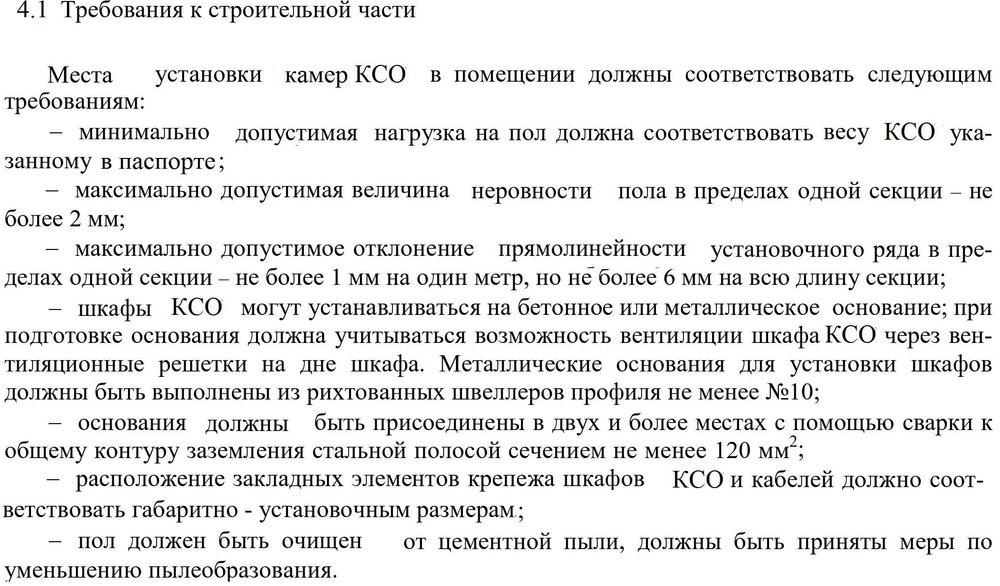 4.1 Требования к строительной части
Места установки камер КСО в помещении должны соответствовать следующим
требованиям:
– минимально допустимая нагрузка на пол должна соответствовать весу КСО ука-
занному в паспорте;
– максимально допустимая величина неровности пола в пределах одной секции – не
более 2 мм;
– максимально допустимое отклонение прямолинейности установочного ряда в пре-
делах одной секции – не более 1 мм на один метр, но не более 6 мм на всю длину секции;
– шкафы КСО могут устанавливаться на бетонное или металлическое основание; при
подготовке основания должна учитываться возможность вентиляции шкафа КСО через вен-
тиляционные решетки на дне шкафа. Металлические основания для установки шкафов
должны быть выполнены из рихтованных швеллеров профиля не менее №10;
– основания должны быть присоединены в двух и более местах с помощью сварки к
общему контуру заземления стальной полосой сечением не менее 120 мм²;
– расположение закладных элементов крепежа шкафов КСО и кабелей должно соот-
ветствовать габаритно - установочным размерам;
– пол должен быть очищен от цементной пыли, должны быть приняты меры по
уменьшению пылеобразования.